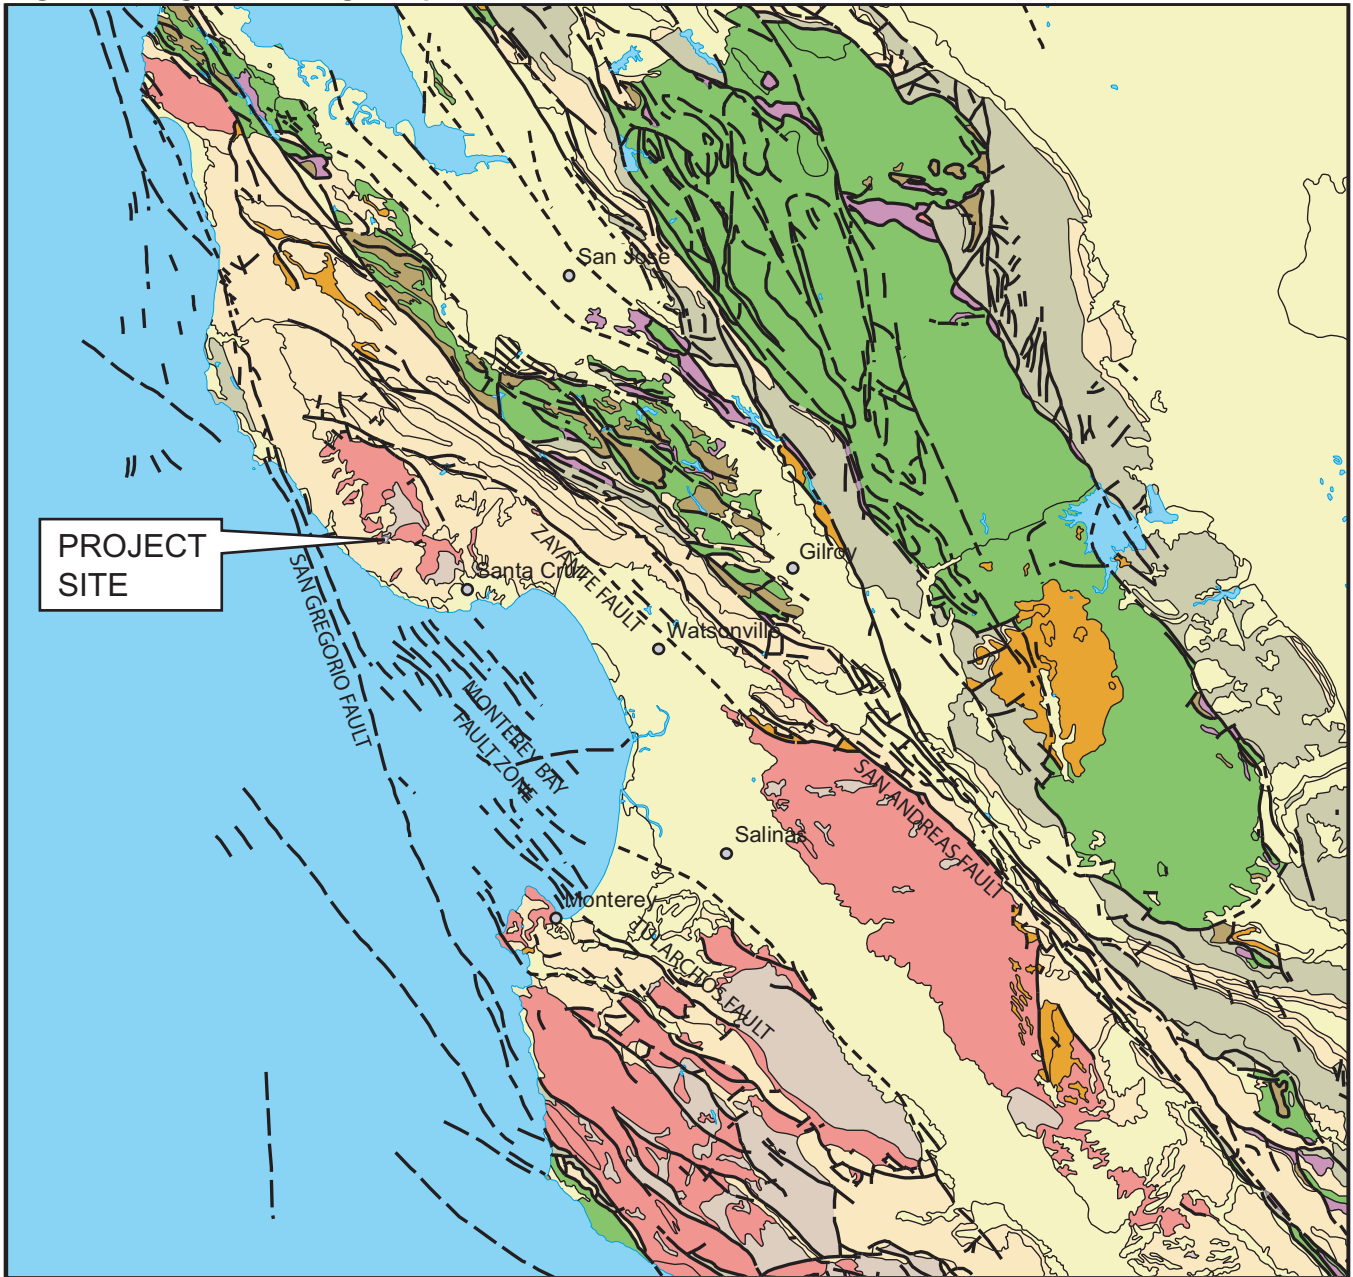 San José
PROJECT
SITE
Gilroy
Santa Cruz
ZAYANTE FAULT
SAN GREGORIO FAULT
Watsonville
MONTEREY BAY
FAULT ZONE
SAN ANDREAS FAULT
Salinas
Monterey
TULARCITOS FAULT